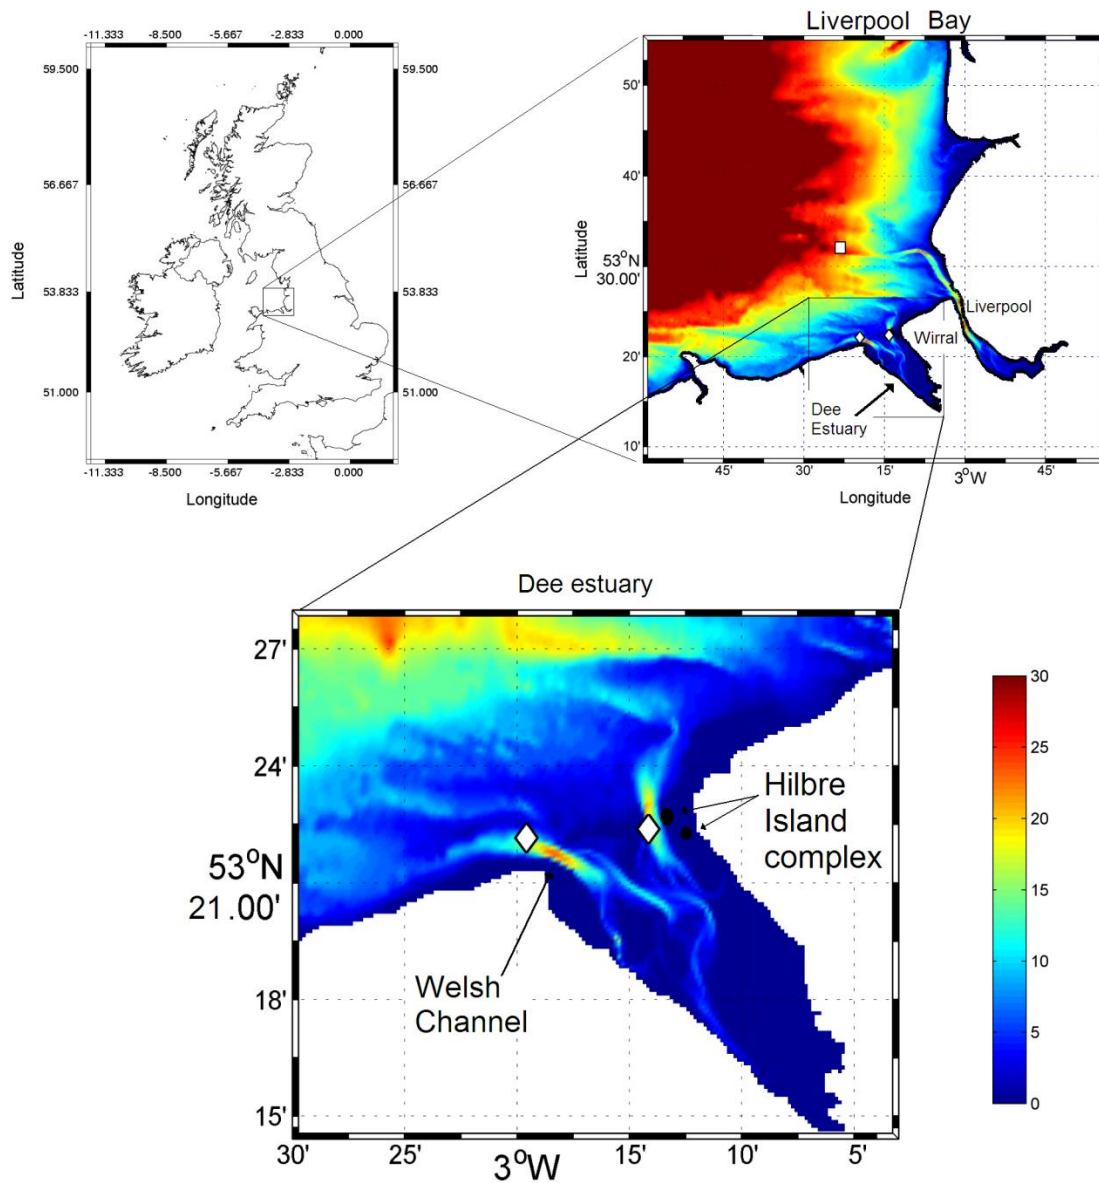 -11.333 -8.500 -5.667 -2.833 0.000
59.500 59.500
56.667 56.667
Latitude
53.833 53.833
51.000 51.000
-11.333 -8.500 -5.667 -2.833 0.000
Longitude
Liverpool Bay
50'
40'
Latitude
53°N
30.00'
20'
10'
Liverpool
Wirral
Dee
Estuary
45' 30' 15' 3°W 45'
Longitude
Dee estuary
27'
24'
53°N
21.00'
18'
15'
Hilbre
Island
complex
Welsh
Channel
30' 25' 3°W 15' 10' 5'
30
25
20
15
10
5
0